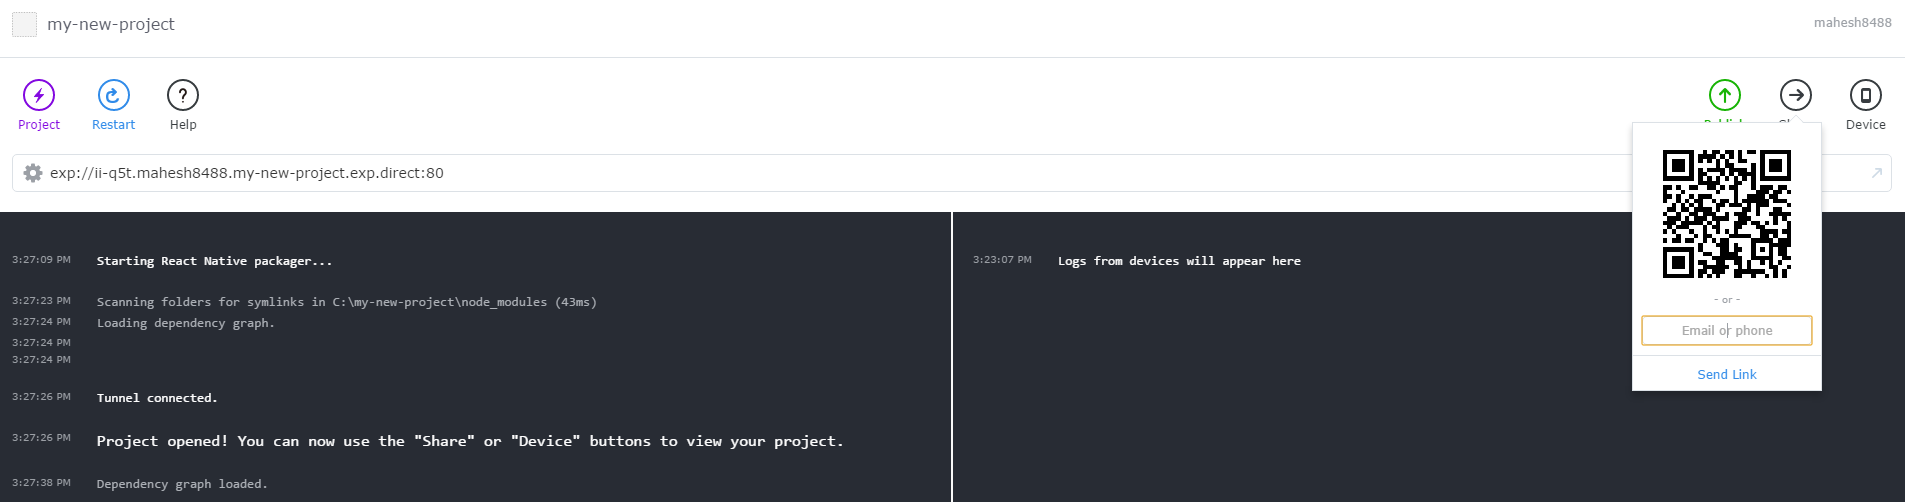 my-new-project
mahesh8488
Project
Restart
Help
Device
exp://ii-q5t.mahesh8488.my-new-project.exp.direct:80
3:27:09 PM Starting React Native packager...
3:27:23 PM Scanning folders for symlinks in C:\my-new-project\node_modules (43ms)
3:27:24 PM Loading dependency graph.
3:27:24 PM
3:27:24 PM
3:27:26 PM Tunnel connected.
3:27:26 PM Project opened! You can now use the "Share" or "Device" buttons to view your project.
3:27:38 PM Dependency graph loaded.
3:23:07 PM Logs from devices will appear here
- or -
Email or phone
Send Link